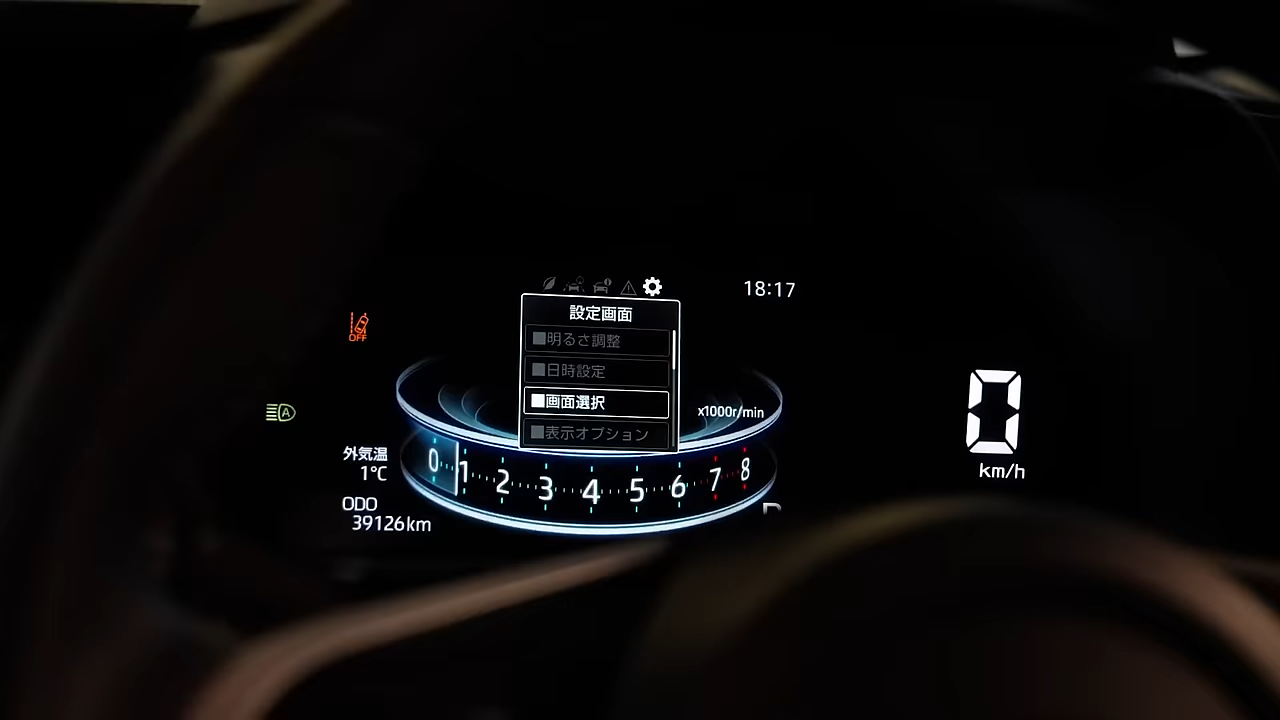 18:17
設定画面
OFF
■明るさ調整
■日時設定
■画面選択
■表示オプション
A
x1000r/min
0
km/h
外気温
1℃
0 1 2 3 4 5 6 7 8
ODO
39126km